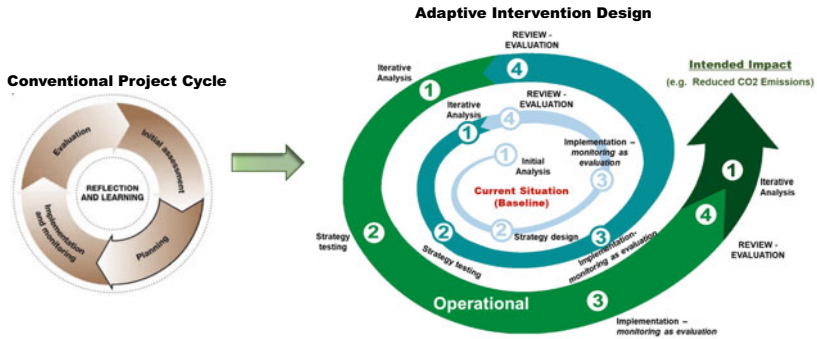 Adaptive Intervention Design
Conventional Project Cycle
Evaluation
Initial assessment
REFLECTION
AND LEARNING
Implementation
and monitoring
Planning
REVIEW -
EVALUATION
4
Iterative
Analysis
1
REVIEW -
EVALUATION
4
Iterative
Analysis
1
Implementation –
monitoring as
evaluation
3
1
Initial
Analysis
Current Situation
(Baseline)
2
Strategy design
2
Strategy testing
3
Implementation-
monitoring as evaluation
2
Strategy
testing
Operational
3
Implementation –
monitoring as evaluation
4
REVIEW -
EVALUATION
1
Iterative
Analysis
Intended Impact
(e.g. Reduced CO2 Emissions)